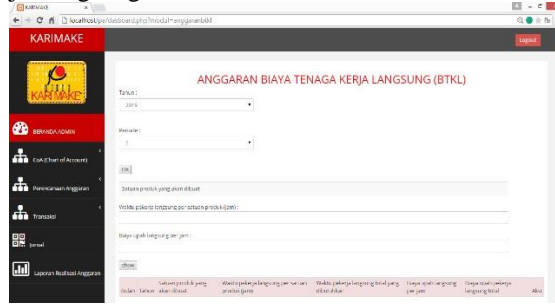 KARIMAKE
localhost/pa/dasboard.php?modul=anggaranbtkl
KARIMAKE
Logout
KARIMAKE
ANGGARAN BIAYA TENAGA KERJA LANGSUNG (BTKL)
Tahun :
2016
BERANDA ADMIN
Periode :
1
CoA (Chart of Account)
OK
Perencanaan Anggaran
Satuan produk yang akan dibuat
Waktu pekerja langsung per satuan produk (jam) :
Transaksi
Biaya upah langsung per jam :
Jurnal
show
Laporan Realisasi Anggaran
Bulan Tahun Satuan produk yang akan dibuat Waktu pekerja langsung per satuan produk (jam) Waktu pekerja langsung total yang dibutuhkan Biaya upah langsung per jam Biaya upah pekerja langsung total Aksi